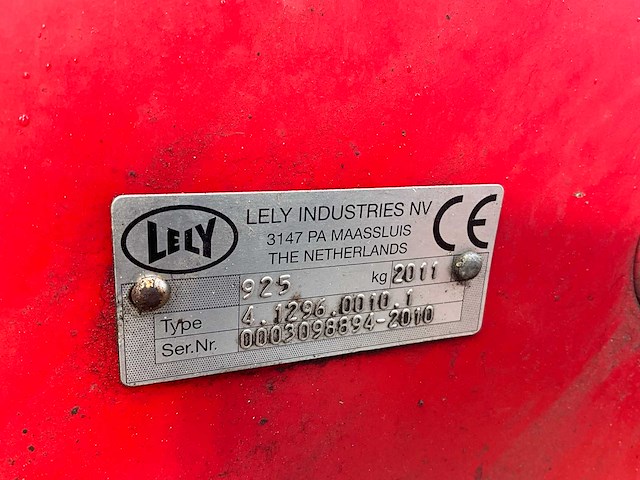 LELY
LELY INDUSTRIES NV
3147 PA MAASSLUIS
THE NETHERLANDS
CE
925 kg 2011
Type 4.1296.0010.1
Ser.Nr. 0003098894-2010